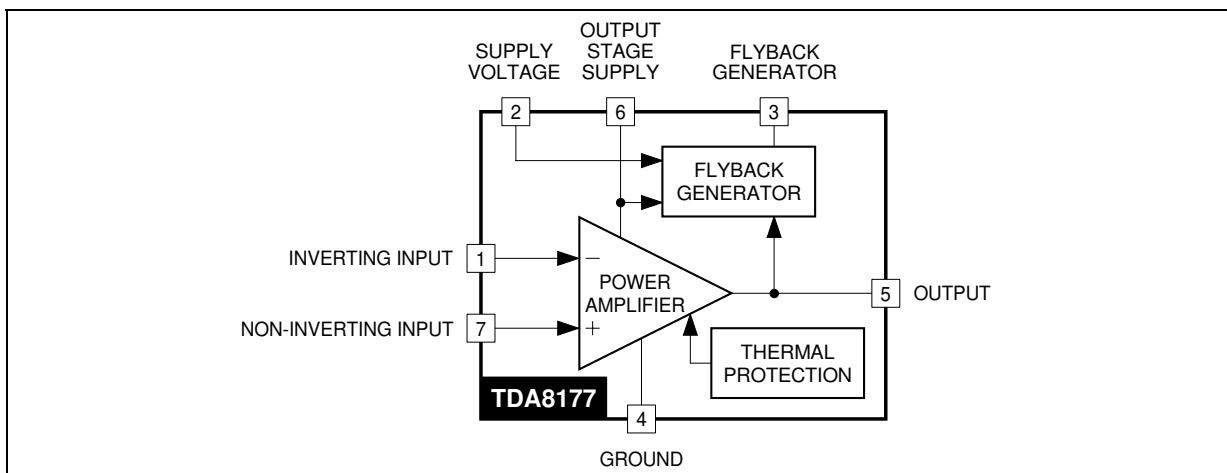 OUTPUT
STAGE
SUPPLY
SUPPLY
VOLTAGE
FLYBACK
GENERATOR
2
6
3
FLYBACK
GENERATOR
INVERTING INPUT
1
−
POWER
AMPLIFIER
5
OUTPUT
NON-INVERTING INPUT
7
+
THERMAL
PROTECTION
TDA8177
4
GROUND